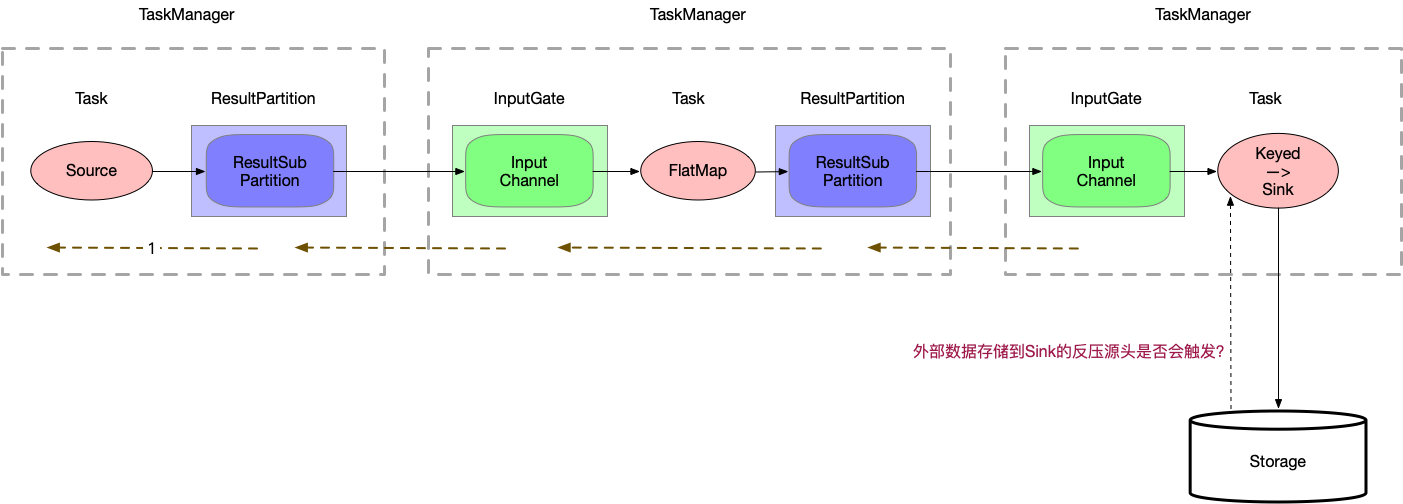 TaskManager
TaskManager
TaskManager
Task
ResultPartition
InputGate
Task
ResultPartition
InputGate
Task
Source
ResultSub
Partition
Input
Channel
FlatMap
ResultSub
Partition
Input
Channel
Keyed
—>
Sink
1
外部数据存储到Sink的反压源头是否会触发?
Storage